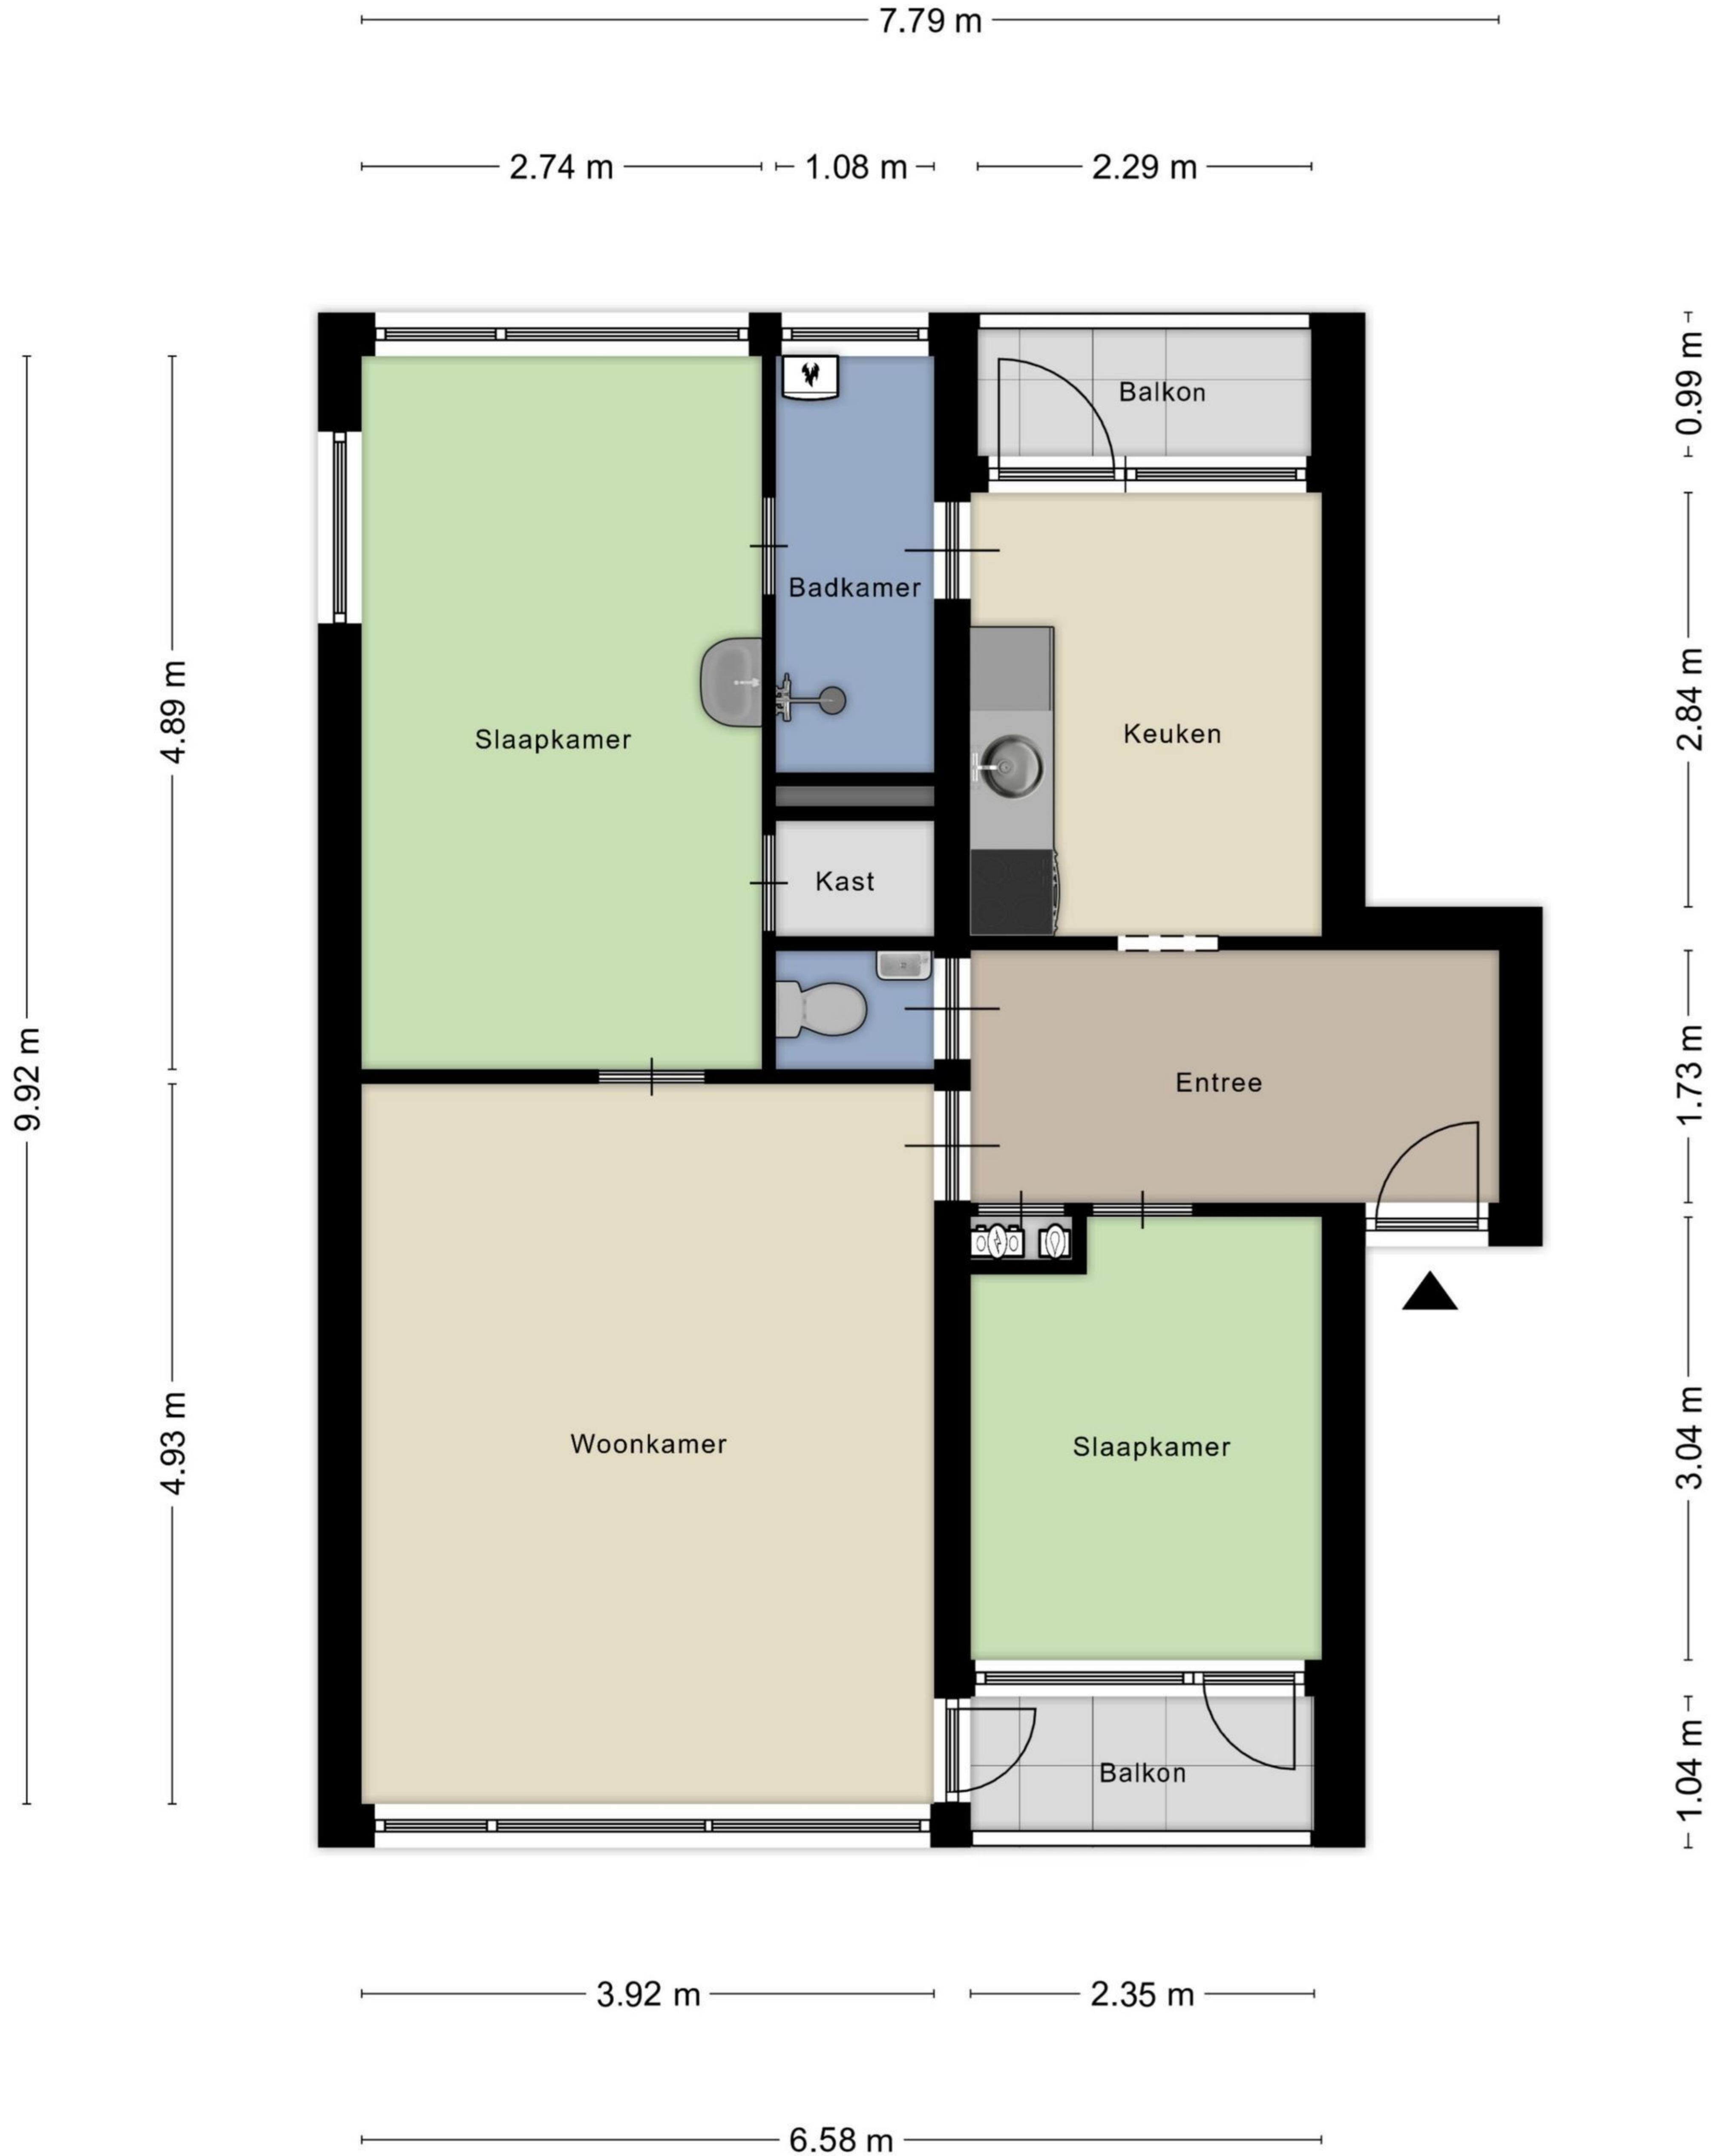 7.79 m
2.74 m
1.08 m
2.29 m
0.99 m
Balkon
Badkamer
4.89 m
Slaapkamer
Keuken
2.84 m
Kast
9.92 m
Entree
1.73 m
4.93 m
Woonkamer
Slaapkamer
3.04 m
Balkon
1.04 m
3.92 m
2.35 m
6.58 m